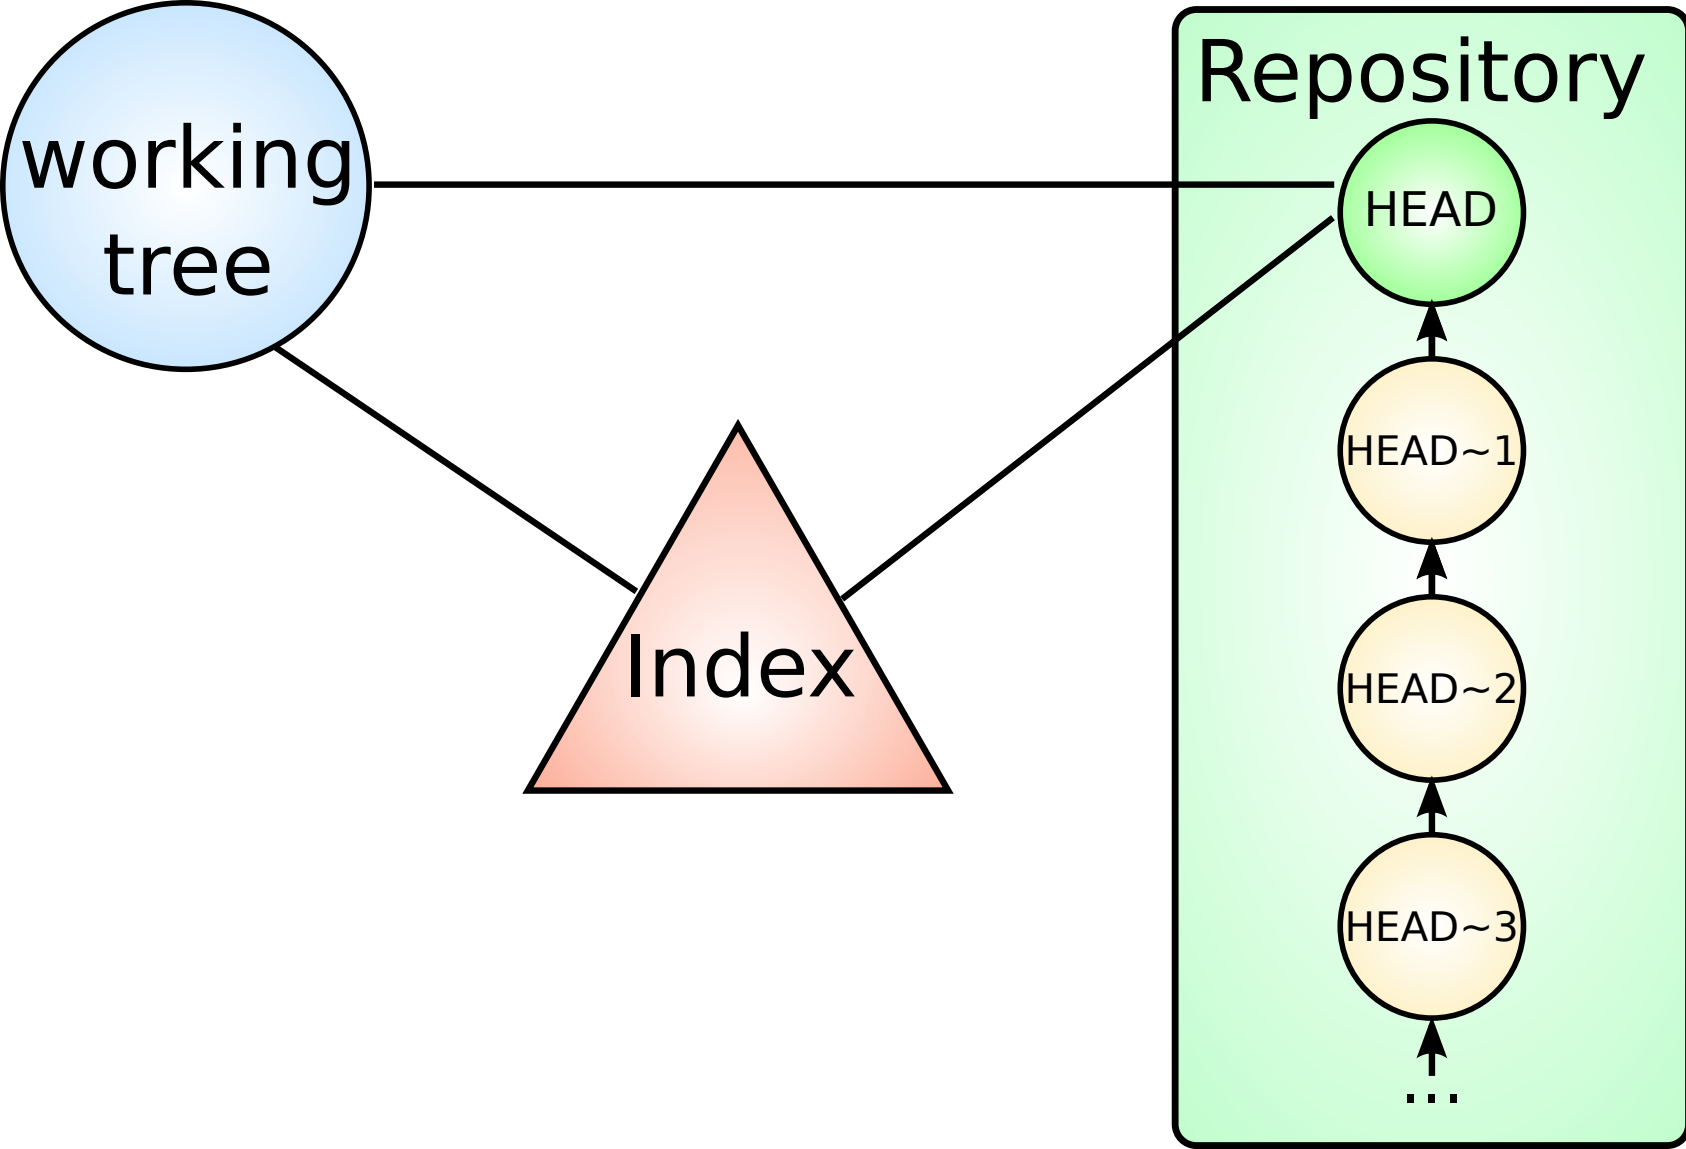 working
tree
Index
Repository
HEAD
HEAD~1
HEAD~2
HEAD~3
...